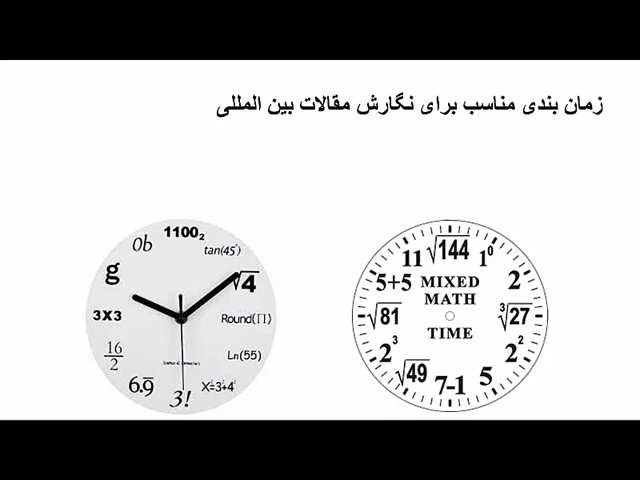 زمان بندی مناسب برای نگارش مقالات بین المللی
1100₂
0b
tan(45°)
g
√4
3X3
Round(Π)
16/2
Ln(55)
6.9̅
3!
11
√144
1⁰
5+5
MIXED
MATH
2
√81
TIME
³√27
2³
2²
√49
7-1
5